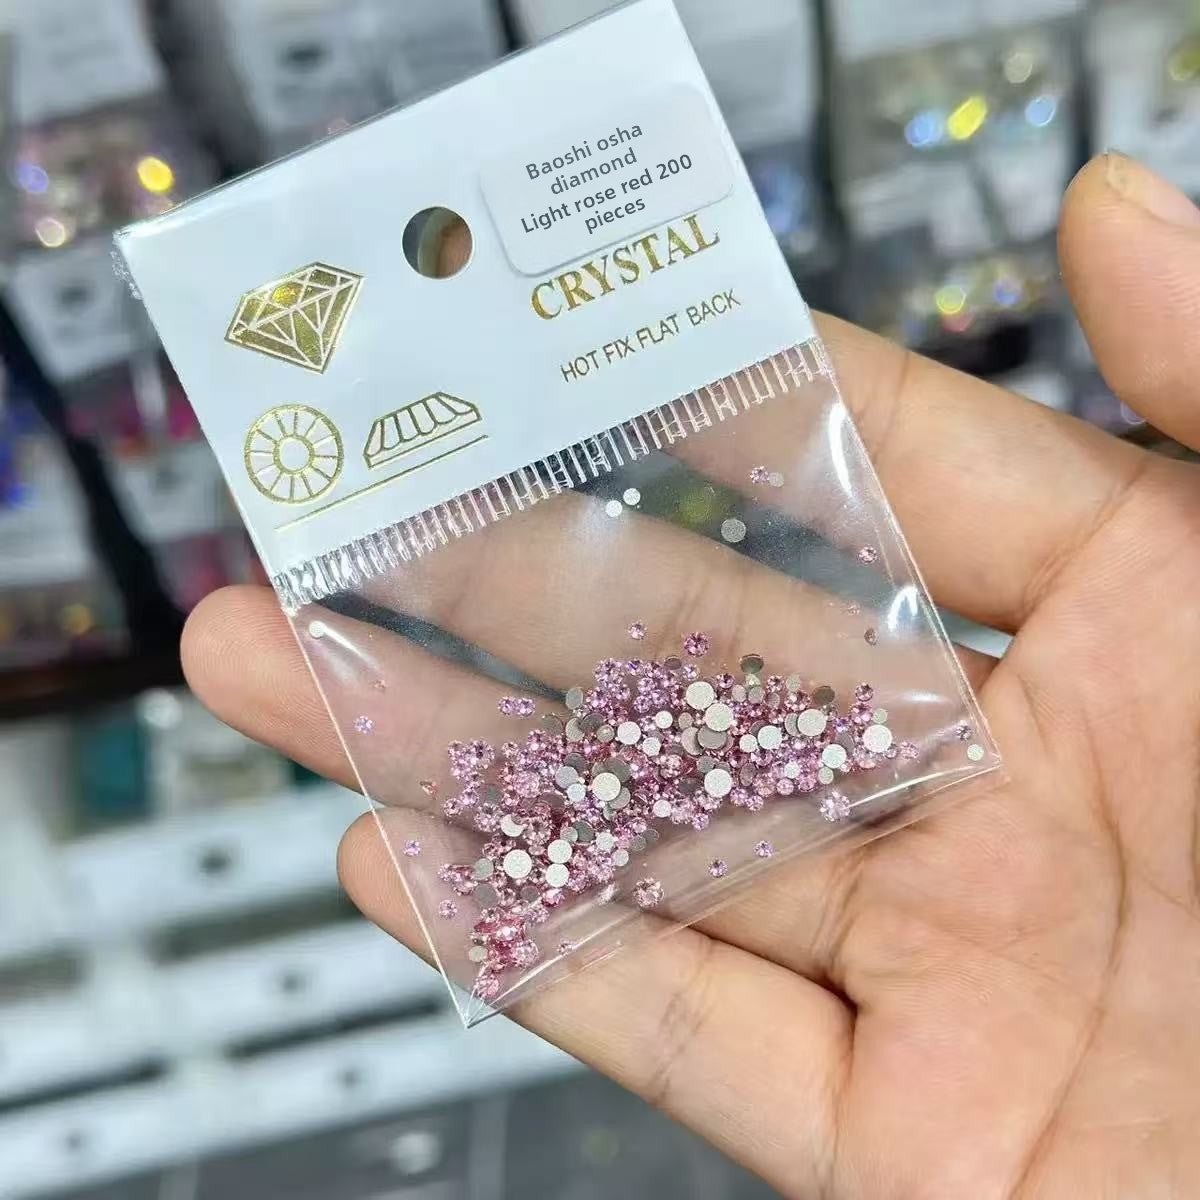 Baoshi osha
diamond
Light rose red 200
pieces
CRYSTAL
HOT FIX FLAT BACK